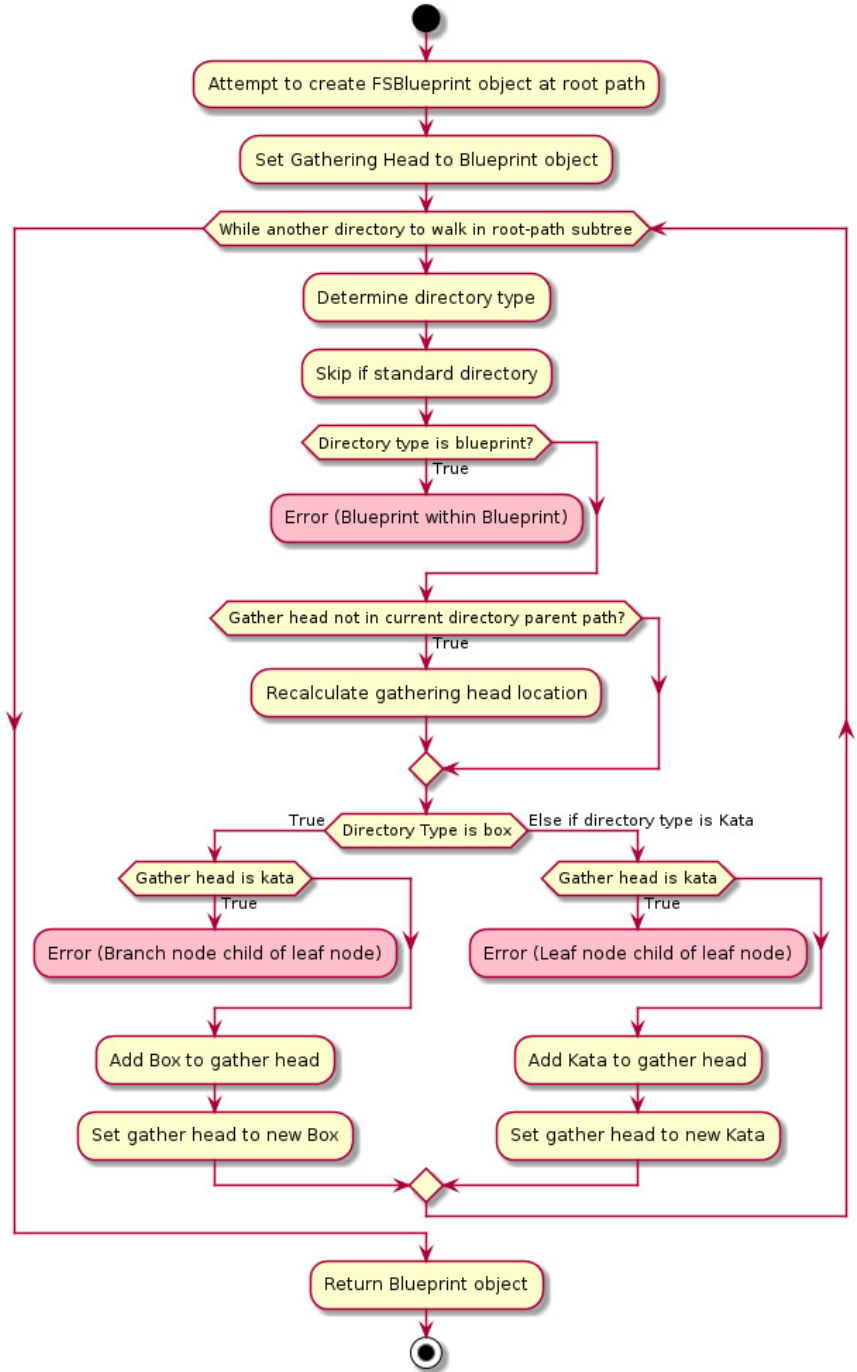 Attempt to create FSBlueprint object at root path
Set Gathering Head to Blueprint object
While another directory to walk in root-path subtree
Determine directory type
Skip if standard directory
Directory type is blueprint?
True
Error (Blueprint within Blueprint)
Gather head not in current directory parent path?
True
Recalculate gathering head location
True
Directory Type is box
Else if directory type is Kata
Gather head is kata
True
Error (Branch node child of leaf node)
Add Box to gather head
Set gather head to new Box
Gather head is kata
True
Error (Leaf node child of leaf node)
Add Kata to gather head
Set gather head to new Kata
Return Blueprint object